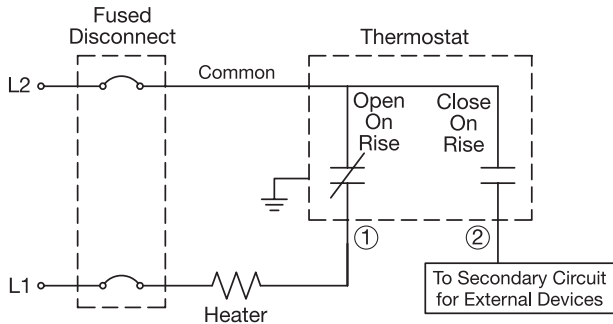 Fused
Disconnect
Thermostat
L2
Common
Open
On
Rise
Close
On
Rise
1
2
L1
Heater
To Secondary Circuit
for External Devices